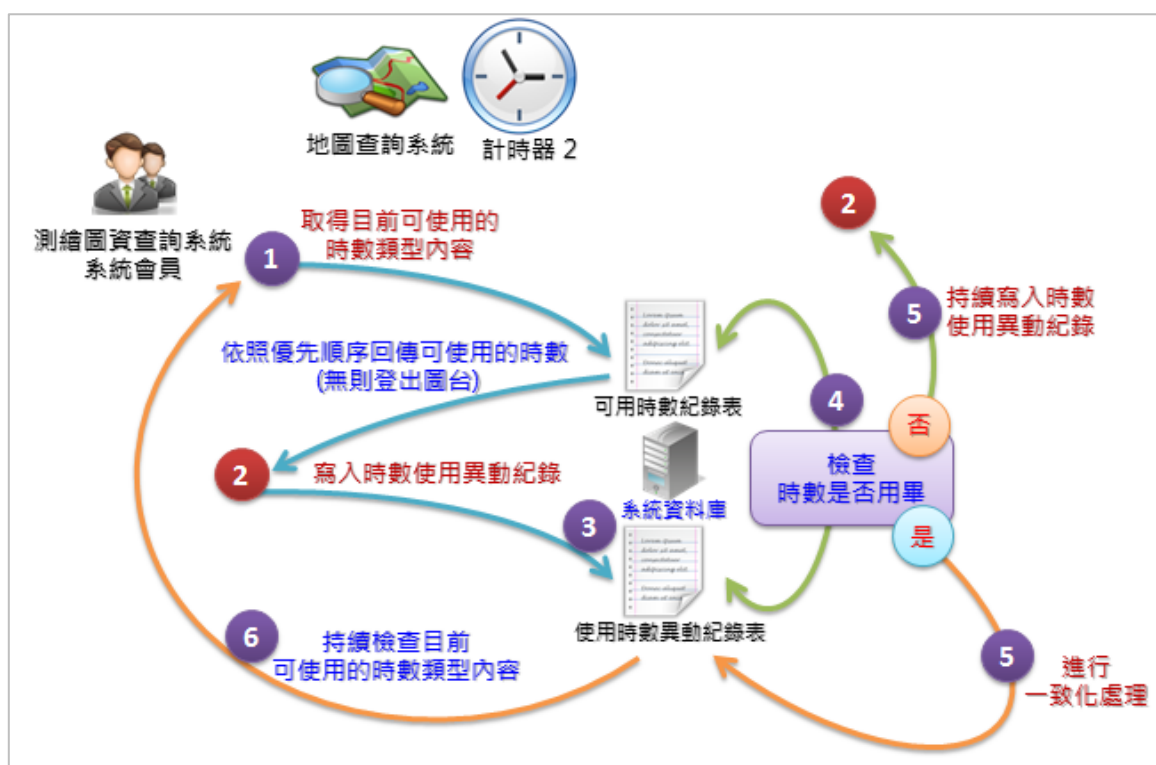 地圖查詢系統
計時器 2
測繪圖資查詢系統
系統會員
1
取得目前可使用的
時數類型內容
依照優先順序回傳可使用的時數
(無則登出圖台)
可用時數紀錄表
2
寫入時數使用異動紀錄
3
系統資料庫
使用時數異動紀錄表
4
檢查
時數是否用畢
否
是
5
持續寫入時數
使用異動紀錄
2
5
進行
一致化處理
6
持續檢查目前
可使用的時數類型內容